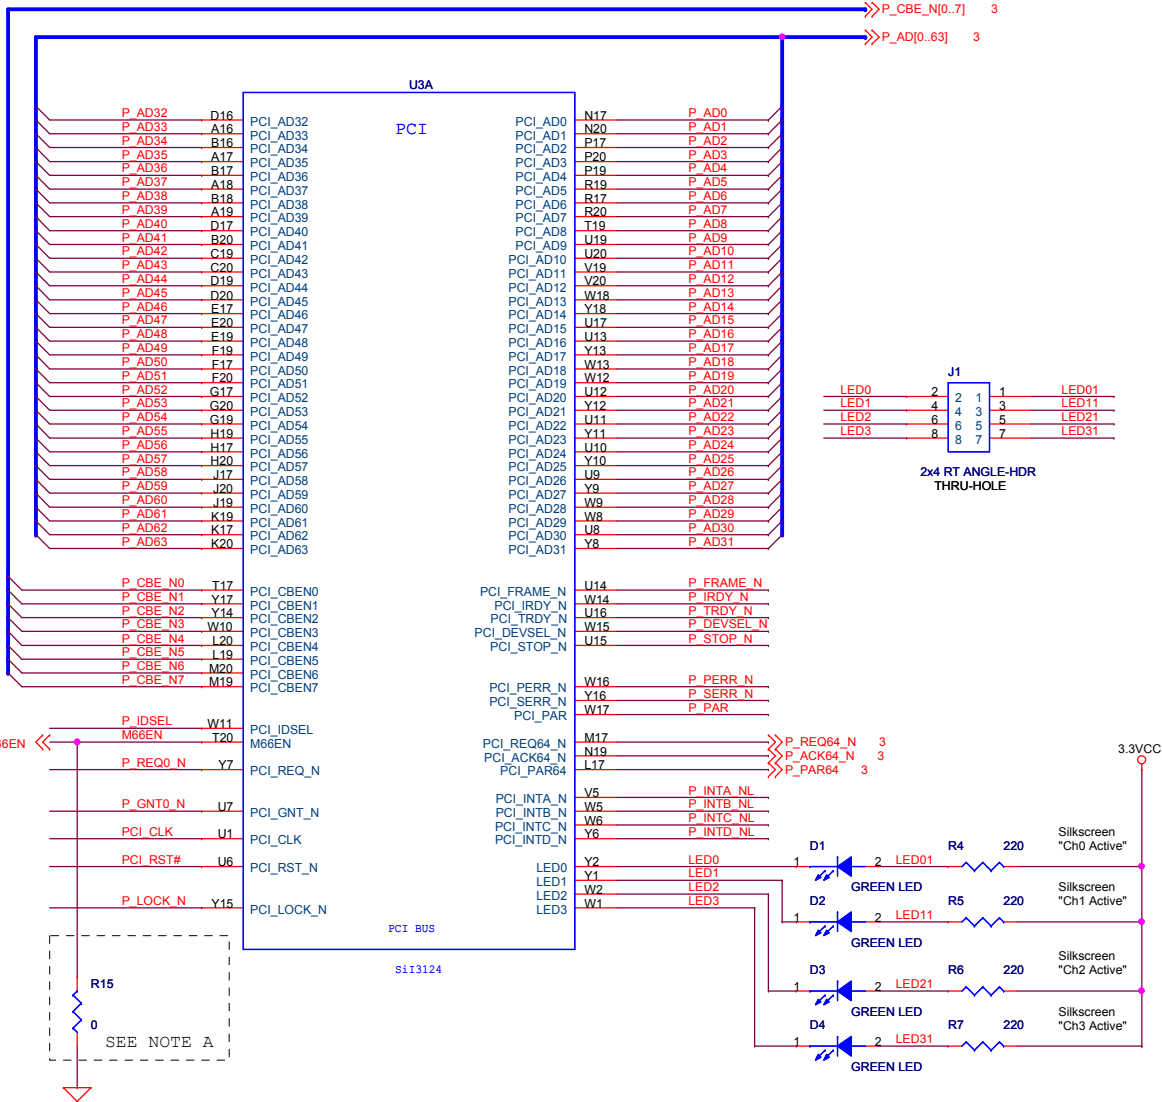 P_CBE_N[0..7] 3
P_AD[0..63] 3
U3A
PCI
P_AD32 D16 PCI_AD32 PCI_AD0 N17 P_AD0
P_AD33 A16 PCI_AD33 PCI_AD1 N20 P_AD1
P_AD34 B16 PCI_AD34 PCI_AD2 P17 P_AD2
P_AD35 A17 PCI_AD35 PCI_AD3 P20 P_AD3
P_AD36 B17 PCI_AD36 PCI_AD4 P19 P_AD4
P_AD37 A18 PCI_AD37 PCI_AD5 R19 P_AD5
P_AD38 B18 PCI_AD38 PCI_AD6 R17 P_AD6
P_AD39 A19 PCI_AD39 PCI_AD7 R20 P_AD7
P_AD40 D17 PCI_AD40 PCI_AD8 T19 P_AD8
P_AD41 B20 PCI_AD41 PCI_AD9 U19 P_AD9
P_AD42 C19 PCI_AD42 PCI_AD10 U20 P_AD10
P_AD43 C20 PCI_AD43 PCI_AD11 V19 P_AD11
P_AD44 D19 PCI_AD44 PCI_AD12 V20 P_AD12
P_AD45 D20 PCI_AD45 PCI_AD13 W18 P_AD13
P_AD46 E17 PCI_AD46 PCI_AD14 Y18 P_AD14
P_AD47 E20 PCI_AD47 PCI_AD15 U17 P_AD15
P_AD48 E19 PCI_AD48 PCI_AD16 U13 P_AD16
P_AD49 F19 PCI_AD49 PCI_AD17 Y13 P_AD17
P_AD50 F17 PCI_AD50 PCI_AD18 W13 P_AD18
P_AD51 F20 PCI_AD51 PCI_AD19 W12 P_AD19
P_AD52 G17 PCI_AD52 PCI_AD20 U12 P_AD20
P_AD53 G20 PCI_AD53 PCI_AD21 Y12 P_AD21
P_AD54 G19 PCI_AD54 PCI_AD22 U11 P_AD22
P_AD55 H19 PCI_AD55 PCI_AD23 Y11 P_AD23
P_AD56 H17 PCI_AD56 PCI_AD24 U10 P_AD24
P_AD57 H20 PCI_AD57 PCI_AD25 Y10 P_AD25
P_AD58 J17 PCI_AD58 PCI_AD26 U9 P_AD26
P_AD59 J20 PCI_AD59 PCI_AD27 Y9 P_AD27
P_AD60 J19 PCI_AD60 PCI_AD28 W9 P_AD28
P_AD61 K19 PCI_AD61 PCI_AD29 W8 P_AD29
P_AD62 K17 PCI_AD62 PCI_AD30 U8 P_AD30
P_AD63 K20 PCI_AD63 PCI_AD31 Y8 P_AD31
J1
LED0 2 2 1 1 LED01
LED1 4 4 3 3 LED11
LED2 6 6 5 5 LED21
LED3 8 8 7 7 LED31
2x4 RT ANGLE-HDR
THRU-HOLE
P_CBE_N0 T17 PCI_CBEN0 PCI_FRAME_N U14 P_FRAME_N
P_CBE_N1 Y17 PCI_CBEN1 PCI_IRDY_N W14 P_IRDY_N
P_CBE_N2 Y14 PCI_CBEN2 PCI_TRDY_N U16 P_TRDY_N
P_CBE_N3 W10 PCI_CBEN3 PCI_DEVSEL_N W15 P_DEVSEL_N
P_CBE_N4 L20 PCI_CBEN4 PCI_STOP_N U15 P_STOP_N
P_CBE_N5 L19 PCI_CBEN5
P_CBE_N6 M20 PCI_CBEN6
P_CBE_N7 M19 PCI_CBEN7 PCI_PERR_N W16 P_PERR_N
PCI_SERR_N Y16 P_SERR_N
PCI_PAR W17 P_PAR
P_IDSEL W11 PCI_IDSEL
66EN M66EN T20 M66EN PCI_REQ64_N M17 P_REQ64_N 3
PCI_ACK64_N N19 P_ACK64_N 3
P_REQ0_N Y7 PCI_REQ_N PCI_PAR64 L17 P_PAR64 3
3.3VCC
PCI_INTA_N V5 P_INTA_NL
P_GNT0_N U7 PCI_GNT_N PCI_INTB_N W5 P_INTB_NL
PCI_INTC_N W6 P_INTC_NL
PCI_CLK U1 PCI_CLK PCI_INTD_N Y6 P_INTD_NL
PCI_RST# U6 PCI_RST_N LED0 Y2 LED0
LED1 Y1 LED1
LED2 W2 LED2
P_LOCK_N Y15 PCI_LOCK_N LED3 W1 LED3
PCI BUS
SiI3124
D1 1 2 LED01 R4 220
GREEN LED
Silkscreen
"Ch0 Active"
D2 1 2 LED11 R5 220
GREEN LED
Silkscreen
"Ch1 Active"
D3 1 2 LED21 R6 220
GREEN LED
Silkscreen
"Ch2 Active"
D4 1 2 LED31 R7 220
GREEN LED
Silkscreen
"Ch3 Active"
R15
0
SEE NOTE A